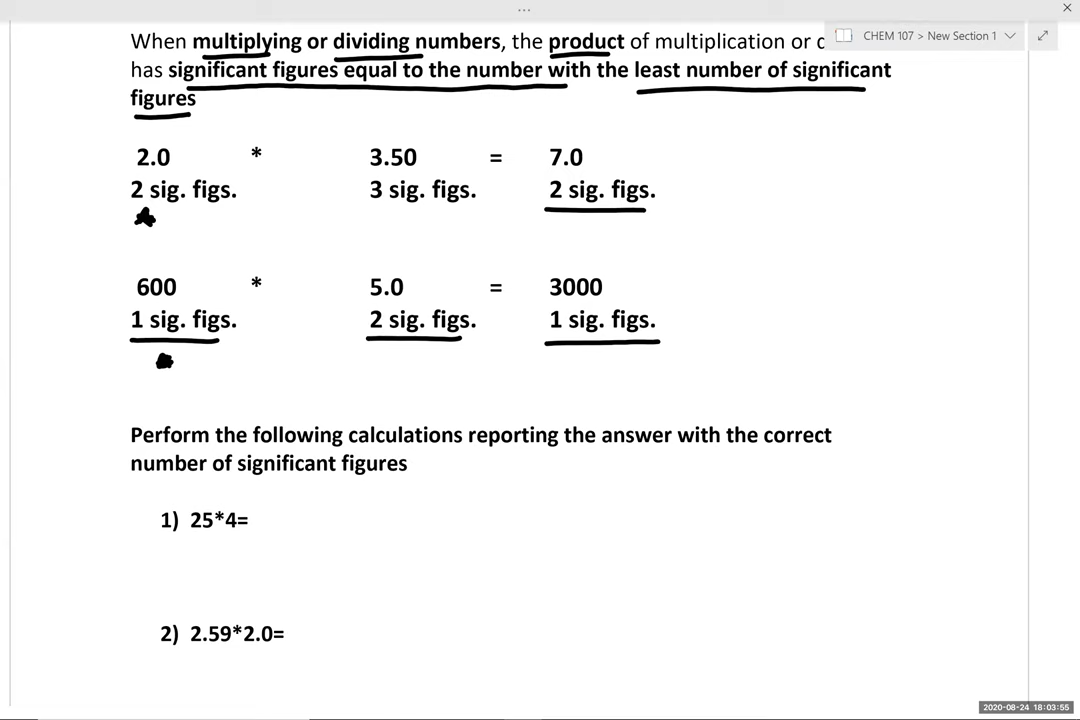 CHEM 107 > New Section 1
When multiplying or dividing numbers, the product of multiplication or
has significant figures equal to the number with the least number of significant
figures
2.0 * 3.50 = 7.0
2 sig. figs. 3 sig. figs. 2 sig. figs.
600 * 5.0 = 3000
1 sig. figs. 2 sig. figs. 1 sig. figs.
Perform the following calculations reporting the answer with the correct
number of significant figures
1) 25*4=
2) 2.59*2.0=
2020-08-24 18:03:55